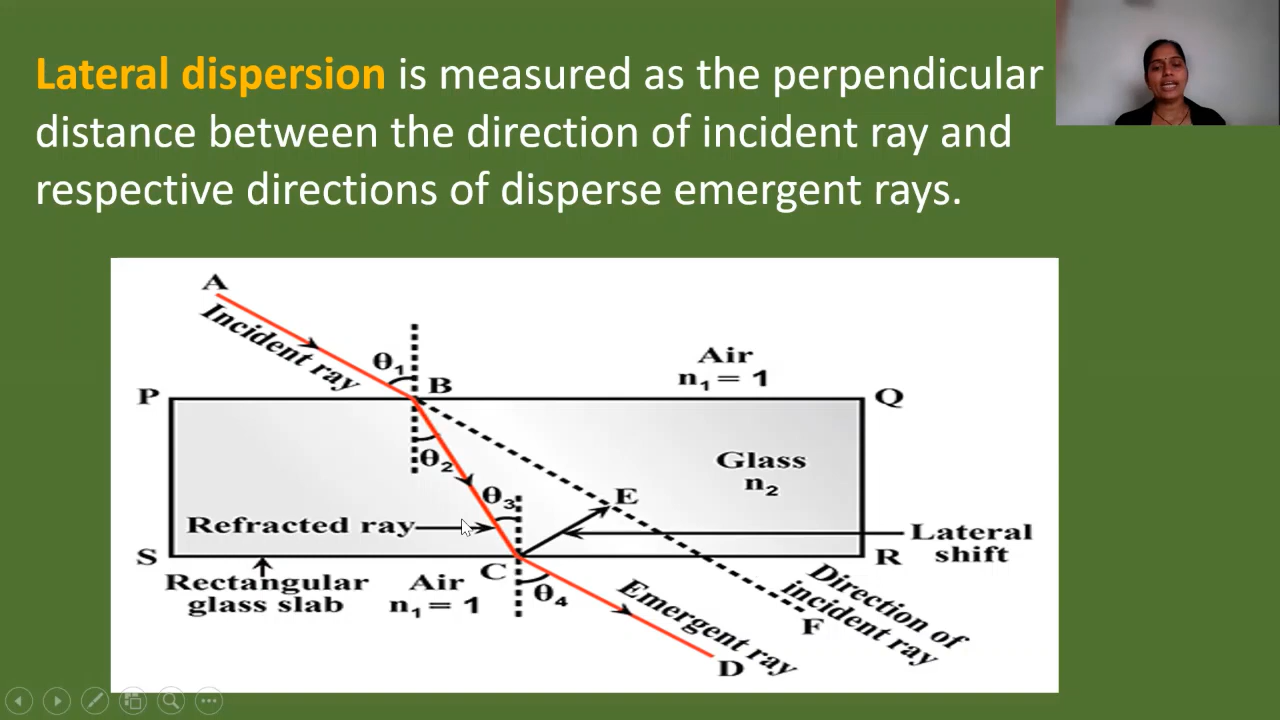 Lateral dispersion is measured as the perpendicular
distance between the direction of incident ray and
respective directions of disperse emergent rays.
A
Incident ray
θ₁
B
Air
n₁ = 1
P
Q
θ₂
Glass
n₂
θ₃
E
Refracted ray
Lateral
shift
S
C
R
Rectangular
glass slab
Air
n₁ = 1
θ₄
Emergent ray
D
Direction of
incident ray
F